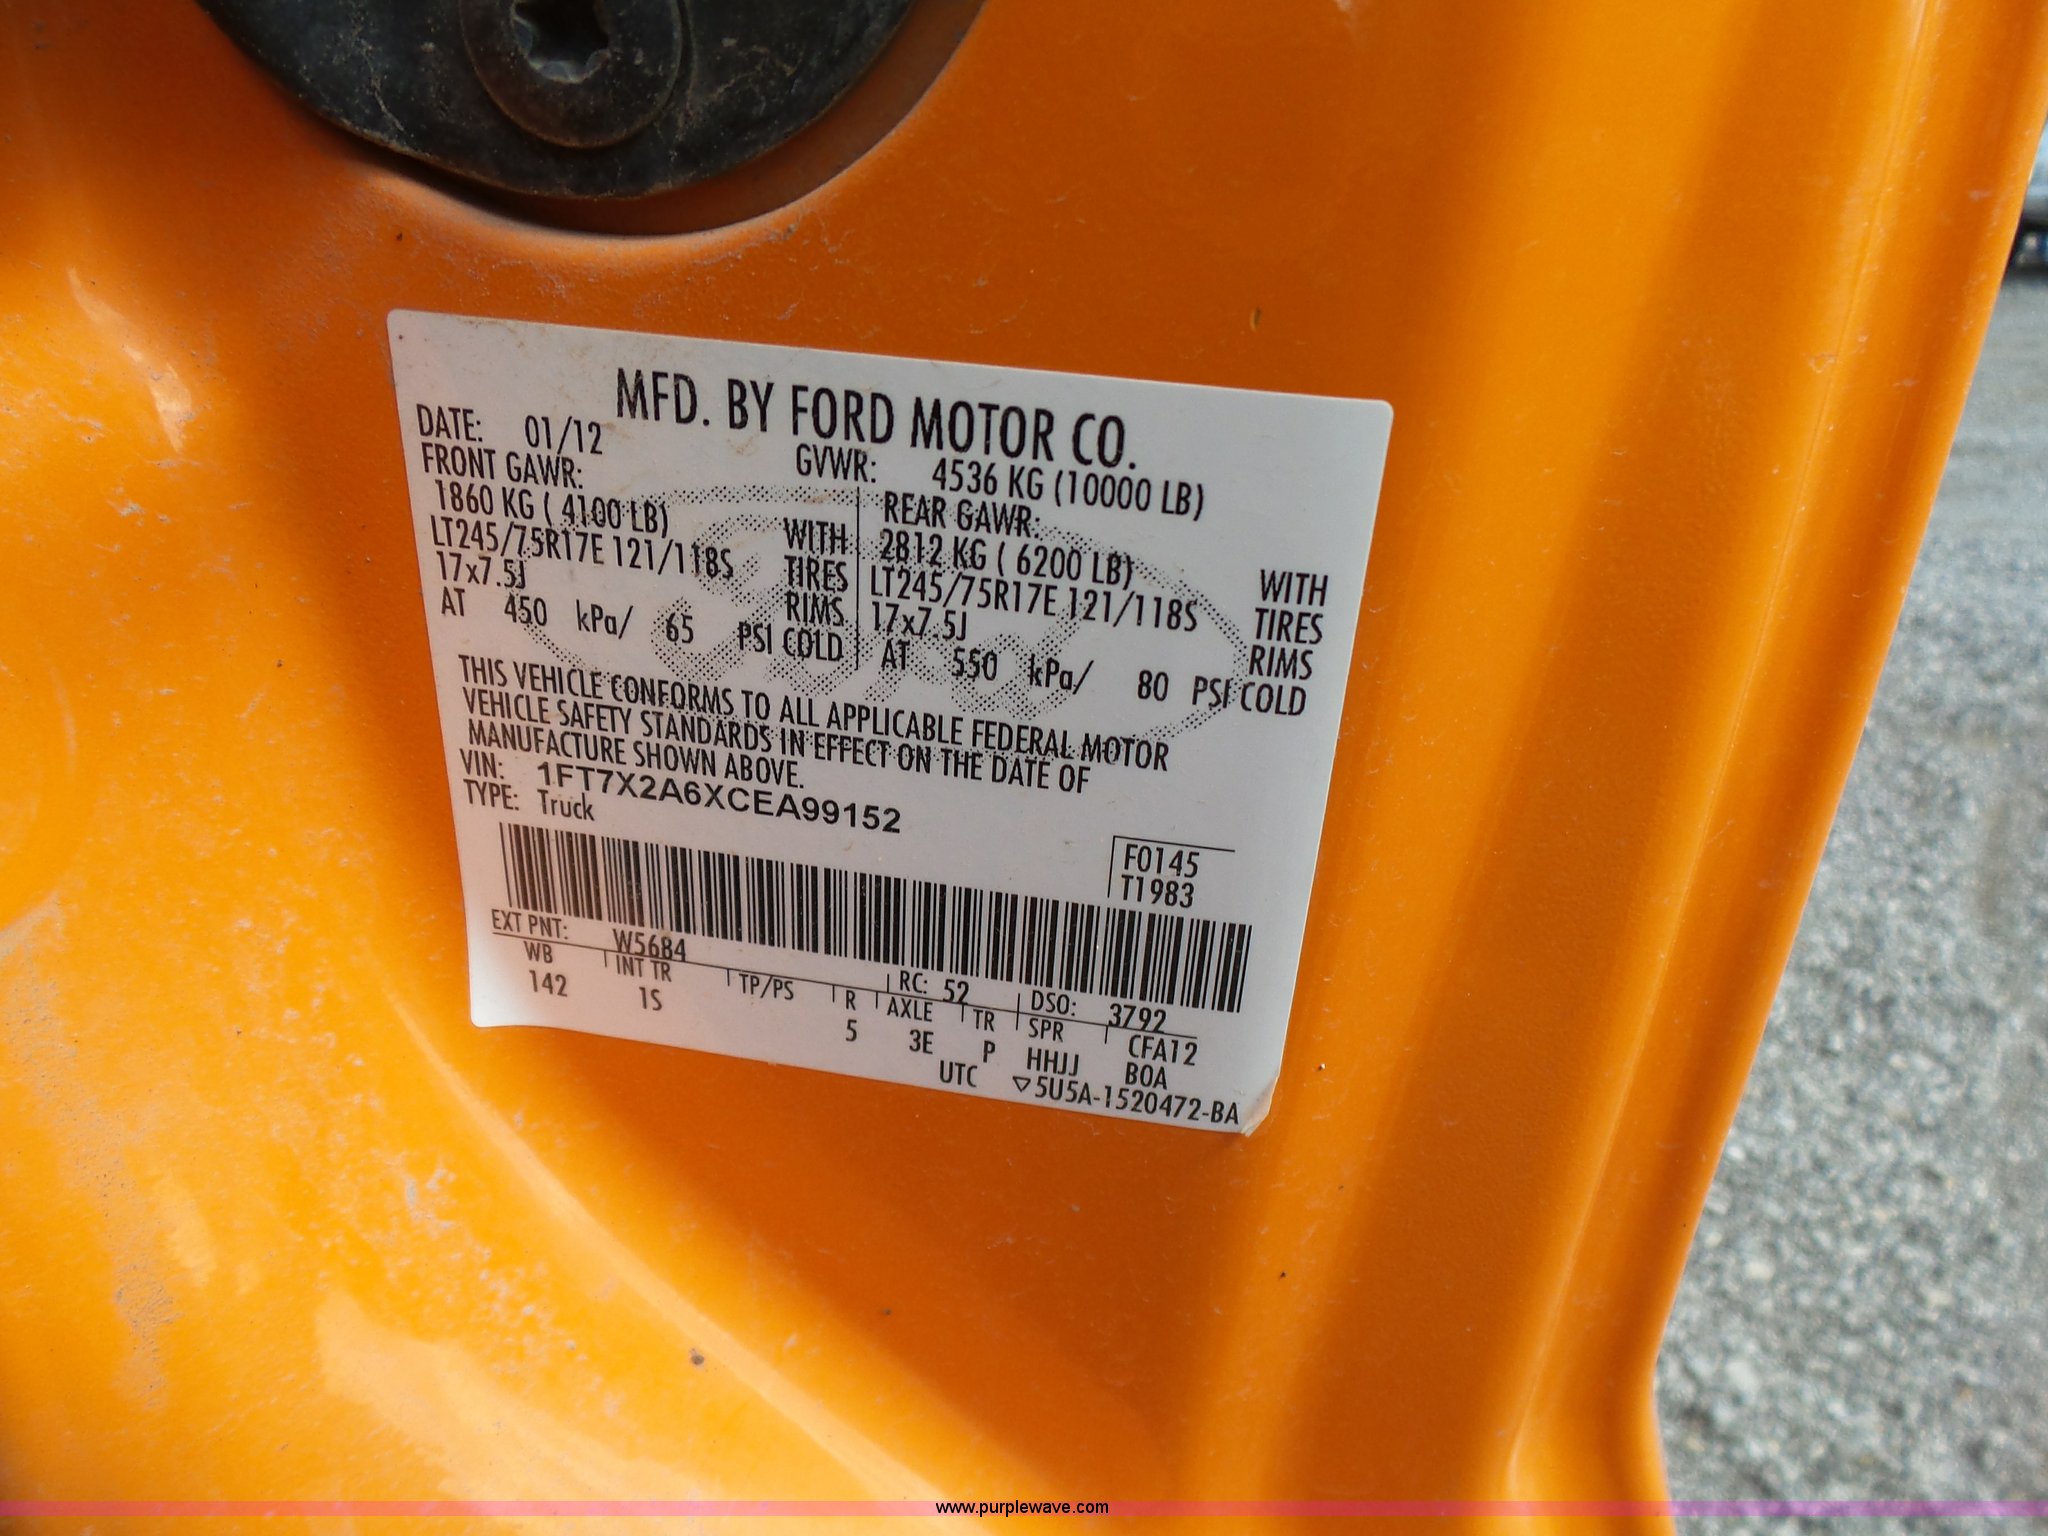 MFD. BY FORD MOTOR CO.
DATE: 01/12 GVWR: 4536 KG (10000 LB)
FRONT GAWR: REAR GAWR:
1860 KG ( 4100 LB) WITH 2812 KG ( 6200 LB) WITH
LT245/75R17E 121/118S TIRES LT245/75R17E 121/118S TIRES
17x7.5J RIMS 17x7.5J RIMS
AT 450 kPa/ 65 PSI COLD AT 550 kPa/ 80 PSI COLD
THIS VEHICLE CONFORMS TO ALL APPLICABLE FEDERAL MOTOR
VEHICLE SAFETY STANDARDS IN EFFECT ON THE DATE OF
MANUFACTURE SHOWN ABOVE.
VIN: 1FT7X2A6XCEA99152
TYPE: Truck
F0145
T1983
EXT PNT: W5684 RC: 52 DSO: 3792
WB INT TR TP/PS R AXLE TR SPR CFA12
142 1S 5 3E P HHJJ B0A
UTC ▽5U5A-1520472-BA
www.purplewave.com